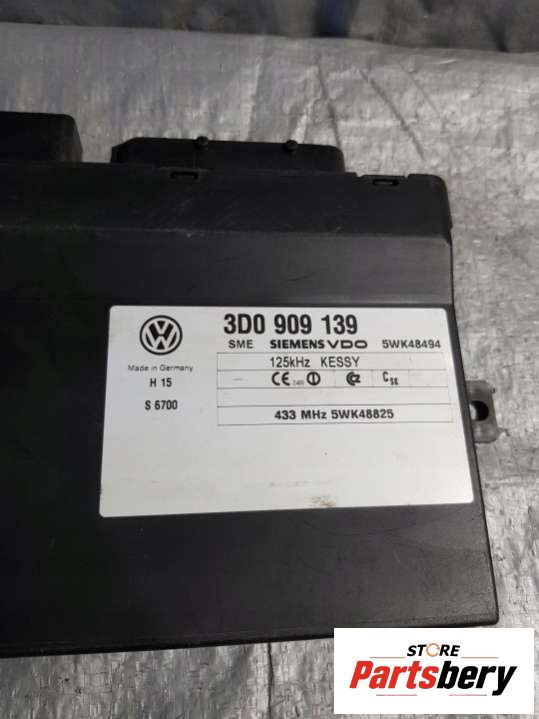 3D0 909 139
SME SIEMENS VDO 5WK48494
Made in Germany
125kHz KESSY
H 15
CE
S 6700
433 MHz 5WK48825
STORE
Partsbery